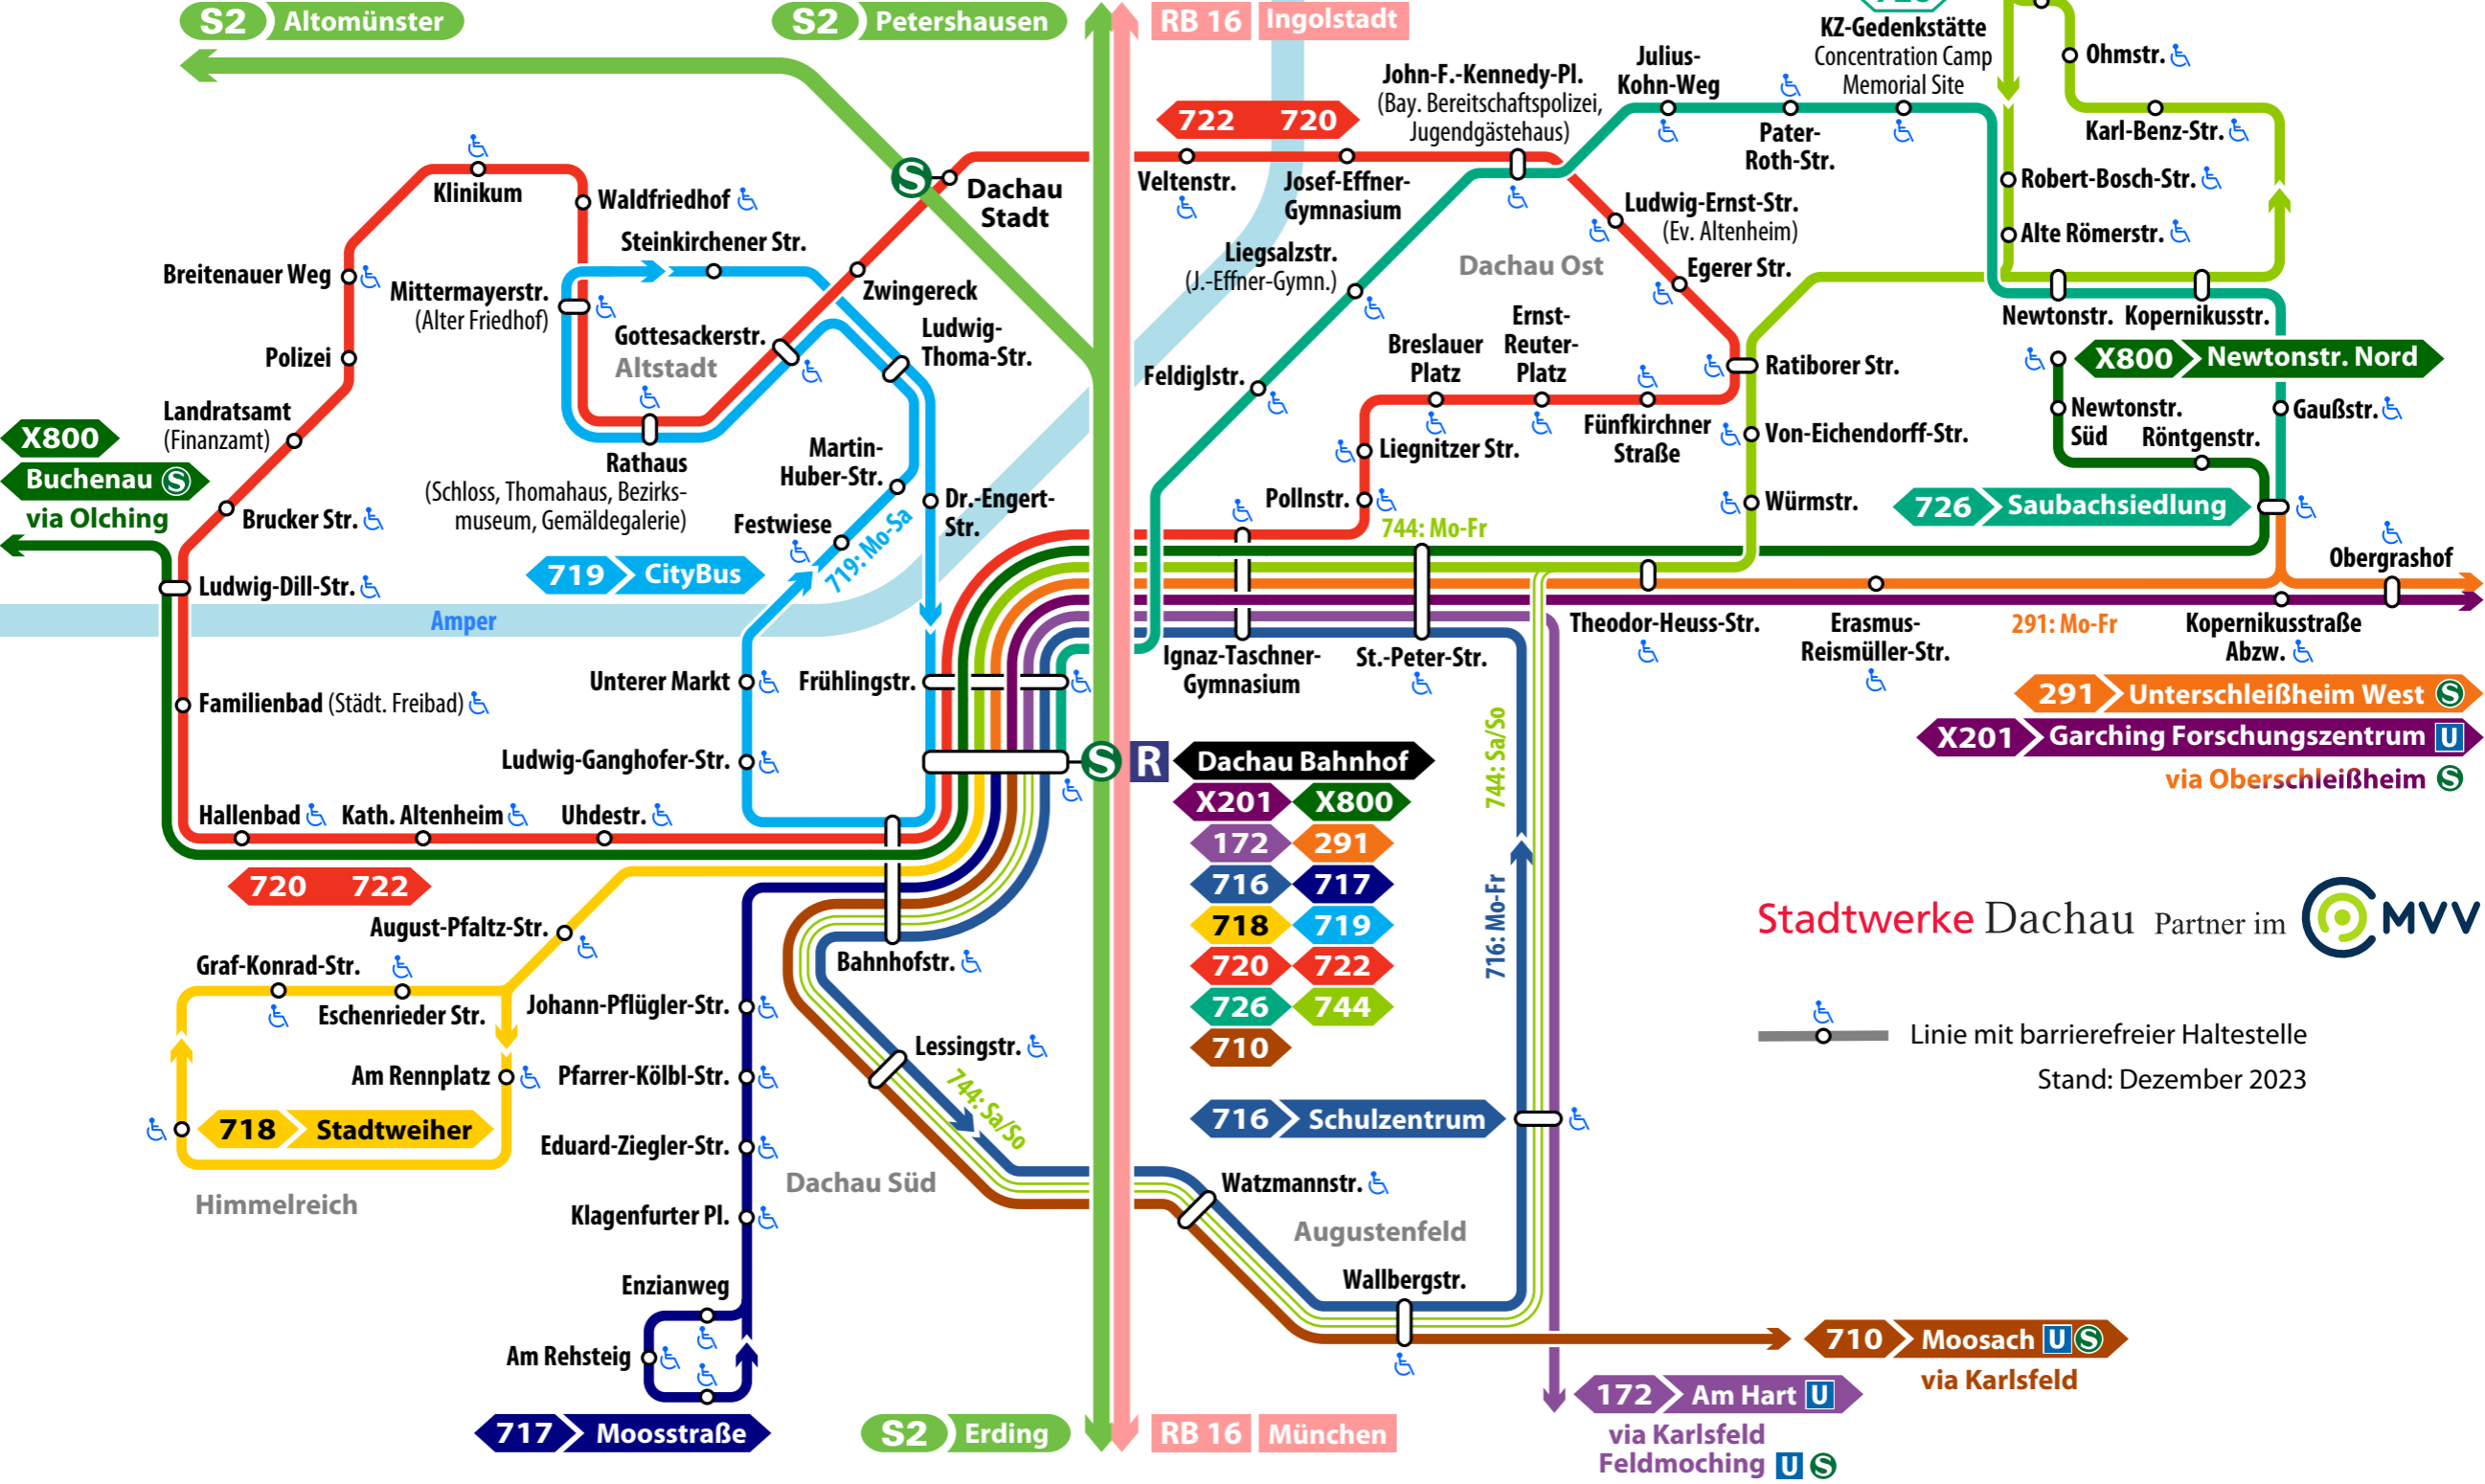 S2 Altomünster
S2 Petershausen
RB 16 Ingolstadt
KZ-Gedenkstätte
Concentration Camp
Memorial Site
Ohmstr.
Julius-
Kohn-Weg
John-F.-Kennedy-Pl.
(Bay. Bereitschaftspolizei,
Jugendgästehaus)
722 720
Karl-Benz-Str.
Pater-
Roth-Str.
Klinikum
Waldfriedhof
Dachau
Stadt
Veltenstr.
Josef-Effner-
Gymnasium
Robert-Bosch-Str.
Ludwig-Ernst-Str.
(Ev. Altenheim)
Alte Römerstr.
Steinkirchener Str.
Liegsalzstr.
(J.-Effner-Gymn.)
Dachau Ost
Egerer Str.
Breitenauer Weg
Mittermayerstr.
(Alter Friedhof)
Zwingereck
Newtonstr.
Kopernikusstr.
Gottesackerstr.
Altstadt
Ludwig-
Thoma-Str.
Ernst-
Reuter-
Platz
Breslauer
Platz
Polizei
Feldiglstr.
Ratiborer Str.
X800 Newtonstr. Nord
Landratsamt
(Finanzamt)
Newtonstr.
Süd
Gaußstr.
Röntgenstr.
X800
Buchenau S
via Olching
Rathaus
(Schloss, Thomahaus, Bezirks-
museum, Gemäldegalerie)
Martin-
Huber-Str.
Liegnitzer Str.
Fünfkirchner
Straße
Von-Eichendorff-Str.
Brucker Str.
Festwiese
Dr.-Engert-
Str.
Pollnstr.
Würmstr.
726 Saubachsiedlung
744: Mo-Fr
719: Mo-Sa
719 CityBus
Obergrashof
Ludwig-Dill-Str.
Amper
Theodor-Heuss-Str.
Erasmus-
Reismüller-Str.
291: Mo-Fr
Kopernikusstraße
Abzw.
Ignaz-Taschner-
Gymnasium
St.-Peter-Str.
Unterer Markt
Frühlingstr.
Familienbad (Städt. Freibad)
291 Unterschleißheim West S
X201 Garching Forschungszentrum U
via Oberschleißheim S
Ludwig-Ganghofer-Str.
S R Dachau Bahnhof
S
X201 X800
172 291
716 717
718 719
720 722
726 744
710
744: Sa/So
716: Mo-Fr
Hallenbad
Kath. Altenheim
Uhdestr.
720 722
August-Pfaltz-Str.
Bahnhofstr.
Stadtwerke Dachau Partner im MVV
Graf-Konrad-Str.
Eschenrieder Str.
Johann-Pflügler-Str.
Linie mit barrierefreier Haltestelle
Stand: Dezember 2023
Lessingstr.
744: Sa/So
Am Rennplatz
Pfarrer-Kölbl-Str.
718 Stadtweiher
716 Schulzentrum
Eduard-Ziegler-Str.
Dachau Süd
Watzmannstr.
Himmelreich
Klagenfurter Pl.
Augustenfeld
Enzianweg
Wallbergstr.
Am Rehsteig
710 Moosach U S
via Karlsfeld
717 Moosstraße
S2 Erding
RB 16 München
172 Am Hart U
via Karlsfeld
Feldmoching U S